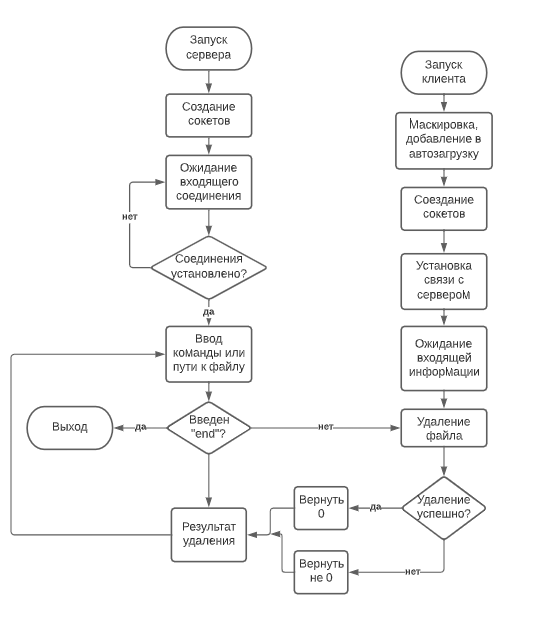 Запуск
сервера
Создание
сокетов
Ожидание
входящего
соединения
нет
Соединения
установлено?
да
Ввод
команды или
пути к файлу
Введен
"end"?
да
Выход
нет
Результат
удаления
Запуск
клиента
Маскировка,
добавление в
автозагрузку
Соездание
сокетов
Установка
связи с
сервером
Ожидание
входящей
информации
Удаление
файла
Удаление
успешно?
да
Вернуть
0
нет
Вернуть
не 0